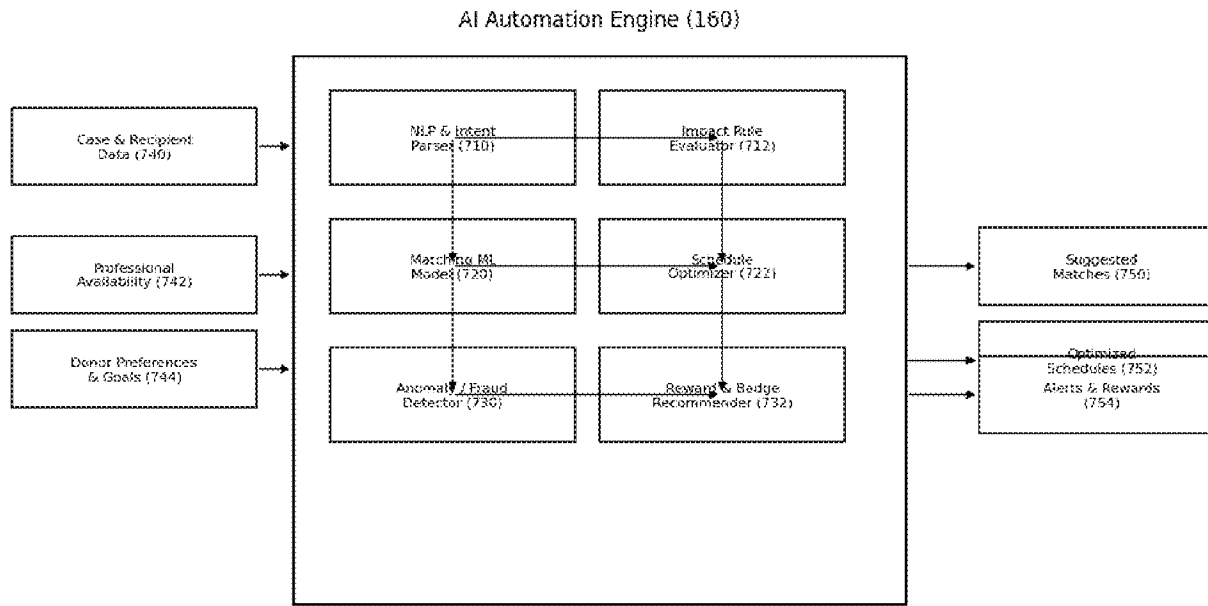 AI Automation Engine (160)
Case & Recipient
Data (740)
NLP & Intent
Parser (710)
Impact Rule
Evaluator (712)
Professional
Availability (742)
Matching ML
Model (720)
Schedule
Optimizer (722)
Suggested
Matches (750)
Donor Preferences
& Goals (744)
Anomaly / Fraud
Detector (730)
Reward & Badge
Recommender (732)
Optimized
Schedules (752)
Alerts & Rewards
(754)